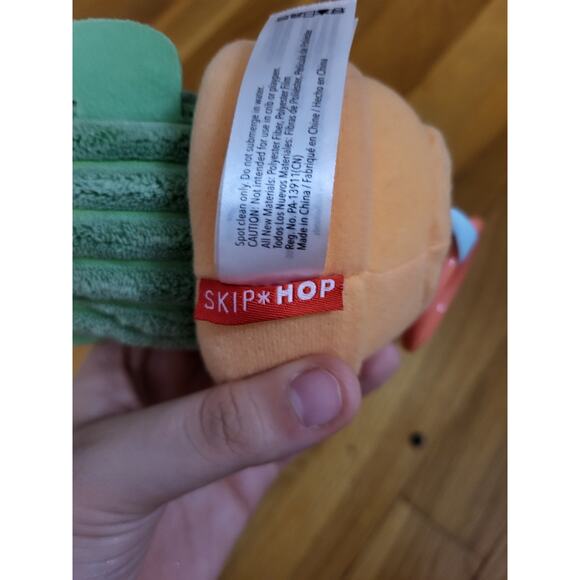 Spot clean only. Do not submerge in water.
CAUTION: Not intended for use in crib or playpen.
All New Materials: Polyester Fiber, Polyester Film
Todos Los Nuevos Materiales: Fibras de Poliéster, Película de Poliéster
Reg. No. PA-13911(CN)
Made in China / Fabriqué en Chine / Hecho en China
SKIP*HOP